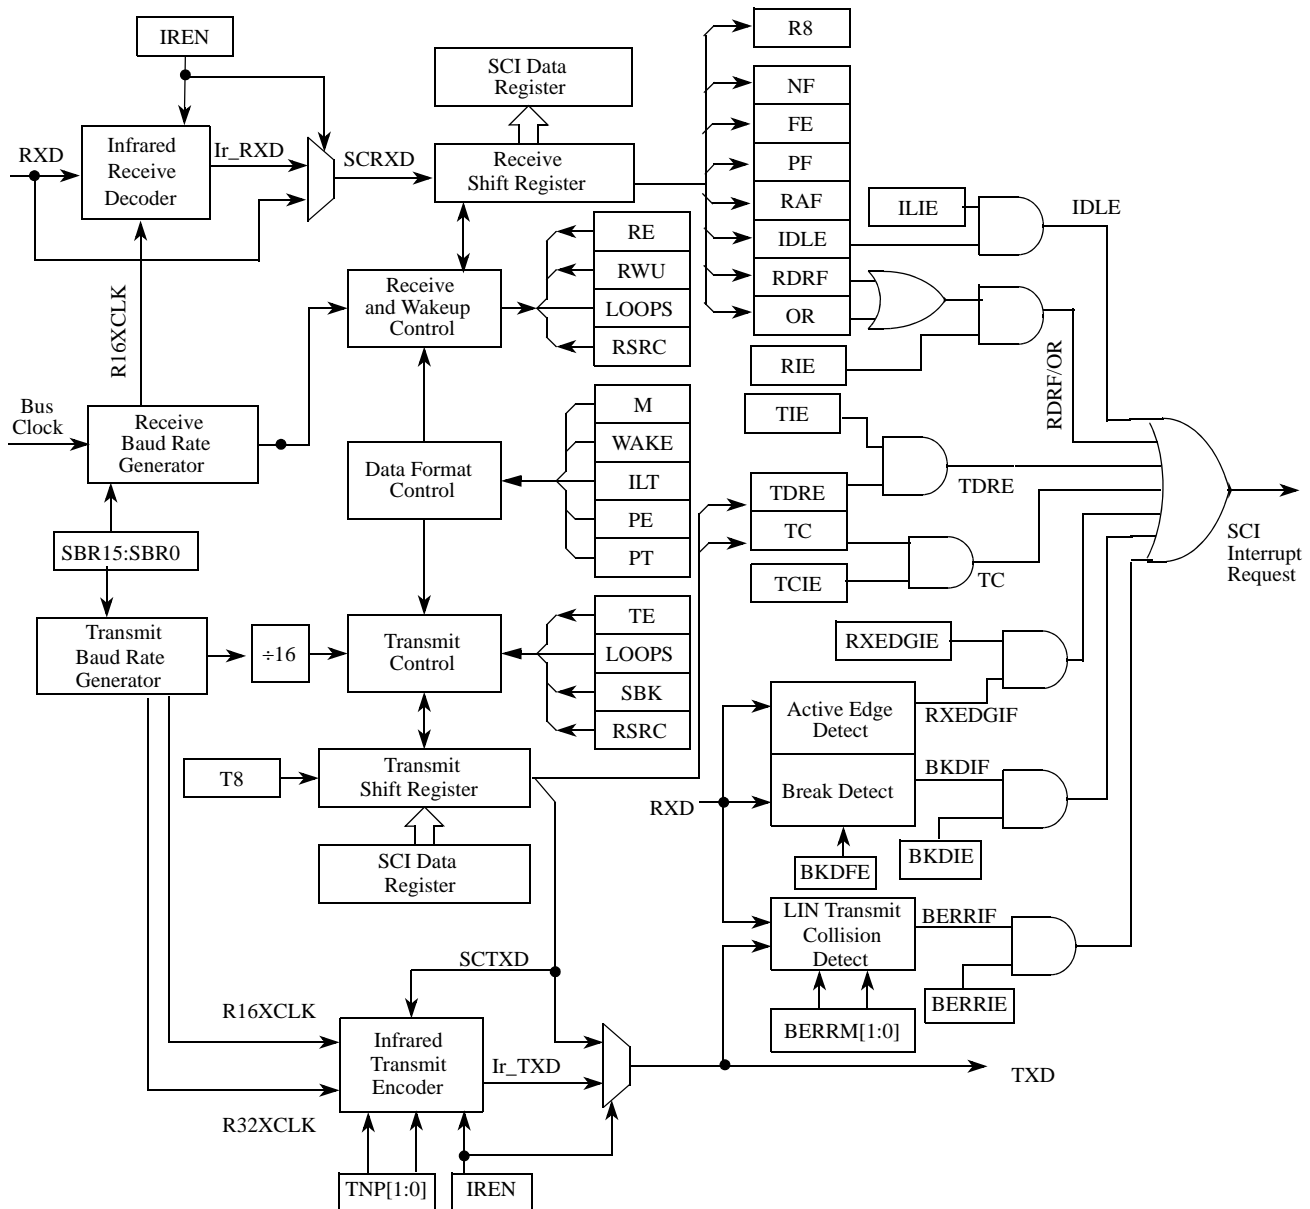 IREN
SCI Data
Register
R8
NF
FE
PF
RAF
IDLE
RDRF
OR
RXD
Infrared
Receive
Decoder
Ir_RXD
SCRXD
Receive
Shift Register
ILIE
IDLE
RE
RWU
LOOPS
RSRC
Receive
and Wakeup
Control
R16XCLK
RIE
RDRF/OR
Bus
Clock
Receive
Baud Rate
Generator
M
WAKE
ILT
PE
PT
TIE
Data Format
Control
TDRE
TC
TDRE
SBR15:SBR0
TCIE
TC
SCI
Interrupt
Request
Transmit
Baud Rate
Generator
÷16
Transmit
Control
TE
LOOPS
SBK
RSRC
RXEDGIE
Active Edge
Detect
RXEDGIF
T8
Transmit
Shift Register
Break Detect
BKDIF
RXD
SCI Data
Register
BKDFE
BKDIE
LIN Transmit
Collision
Detect
BERRIF
SCTXD
BERRIE
R16XCLK
BERRM[1:0]
Infrared
Transmit
Encoder
Ir_TXD
TXD
R32XCLK
TNP[1:0]
IREN